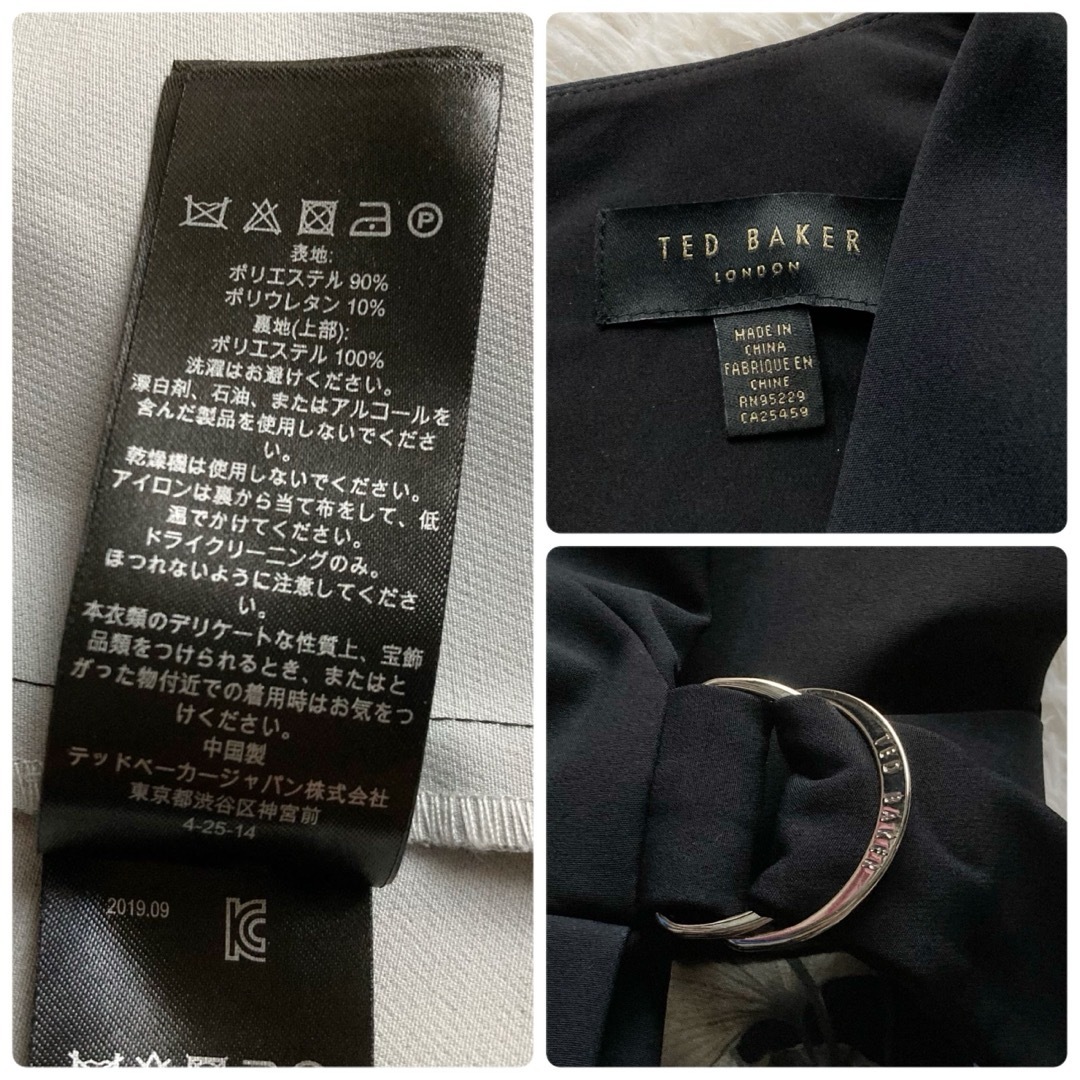 P
表地:
ポリエステル 90%
ポリウレタン 10%
裏地(上部):
ポリエステル 100%
洗濯はお避けください。
漂白剤、石油、またはアルコールを
含んだ製品を使用しないでくださ
い。
乾燥機は使用しないでください。
アイロンは裏から当て布をして、低
温でかけてください。
ドライクリーニングのみ。
ほつれないように注意してくださ
い。
本衣類のデリケートな性質上、宝飾
品類をつけられるとき、またはと
がった物付近での着用時はお気をつ
けください。
中国製
テッドベーカージャパン株式会社
東京都渋谷区神宮前
4-25-14
2019.09
TED BAKER
LONDON
MADE IN
CHINA
FABRIQUE EN
CHINE
RN95229
CA25459
TED BAKER